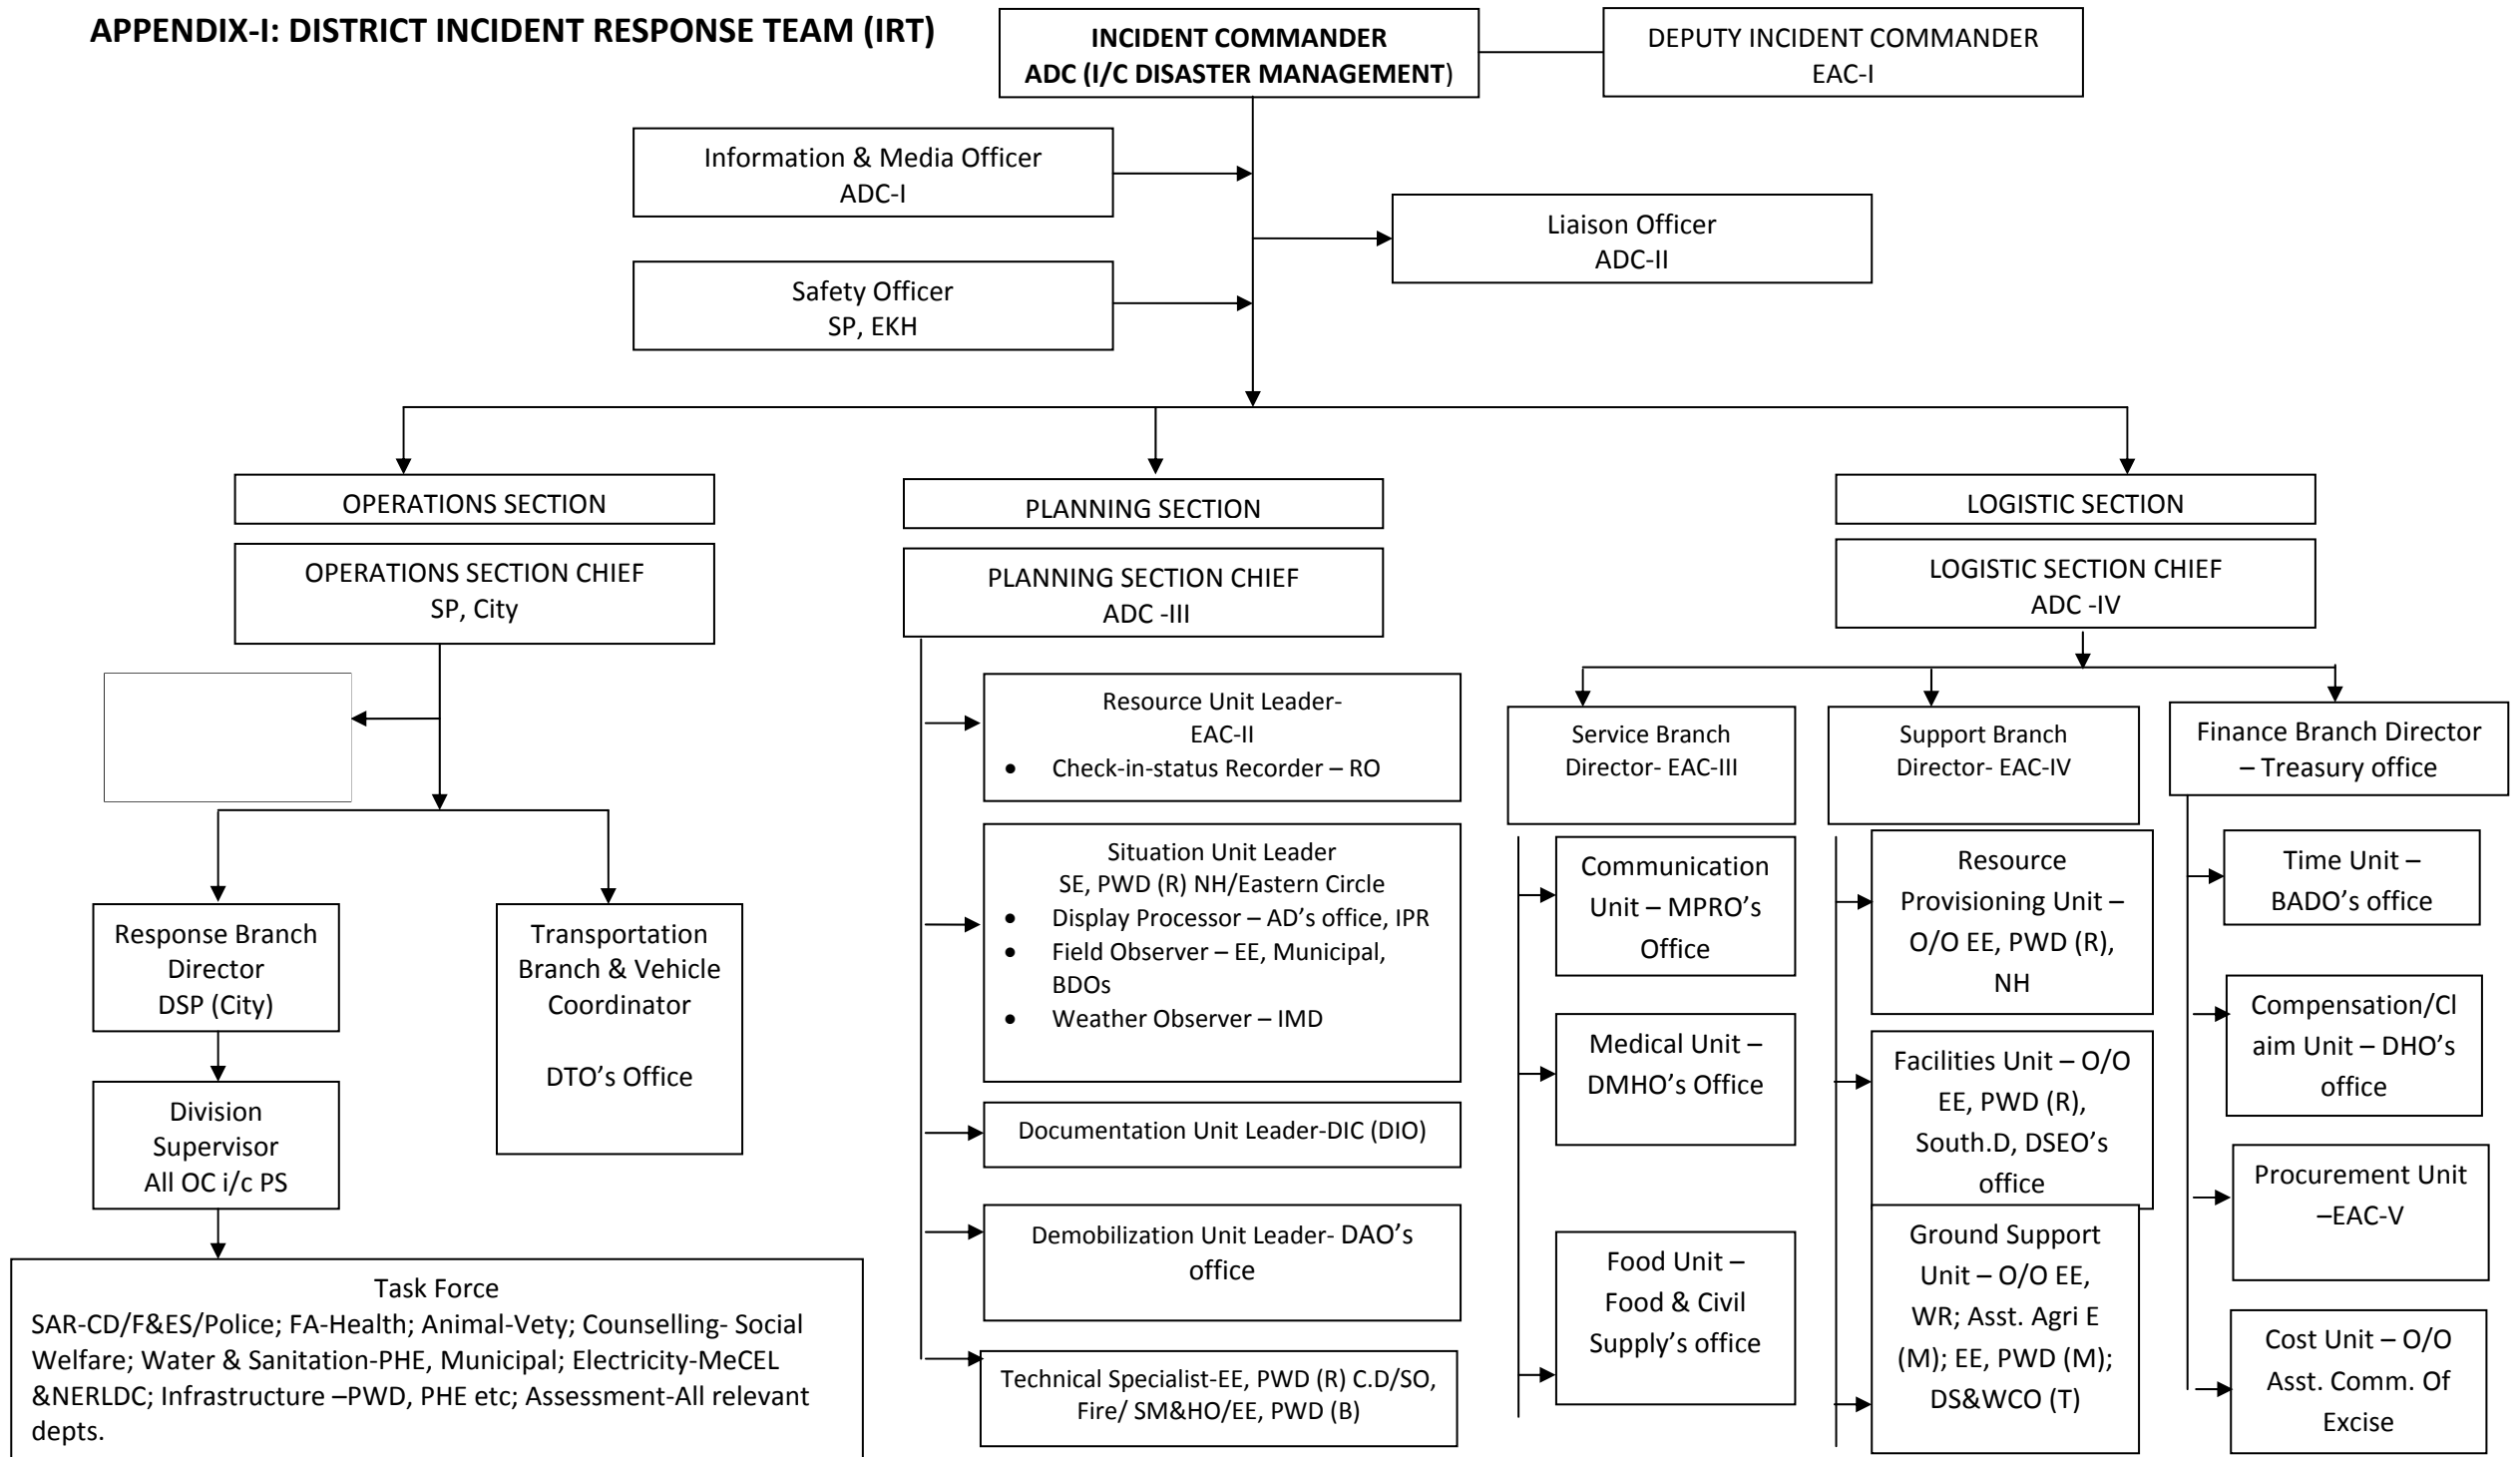 APPENDIX-I: DISTRICT INCIDENT RESPONSE TEAM (IRT)
INCIDENT COMMANDER
ADC (I/C DISASTER MANAGEMENT)
DEPUTY INCIDENT COMMANDER
EAC-I
Information & Media Officer
ADC-I
Liaison Officer
ADC-II
Safety Officer
SP, EKH
OPERATIONS SECTION
OPERATIONS SECTION CHIEF
SP, City
Response Branch
Director
DSP (City)
Transportation
Branch & Vehicle
Coordinator
DTO’s Office
Division
Supervisor
All OC i/c PS
Task Force
SAR-CD/F&ES/Police; FA-Health; Animal-Vety; Counselling- Social
Welfare; Water & Sanitation-PHE, Municipal; Electricity-MeCEL
&NERLDC; Infrastructure –PWD, PHE etc; Assessment-All relevant
depts.
PLANNING SECTION
PLANNING SECTION CHIEF
ADC -III
Resource Unit Leader-
EAC-II
• Check-in-status Recorder – RO
Situation Unit Leader
SE, PWD (R) NH/Eastern Circle
• Display Processor – AD’s office, IPR
• Field Observer – EE, Municipal,
BDOs
• Weather Observer – IMD
Documentation Unit Leader-DIC (DIO)
Demobilization Unit Leader- DAO’s
office
Technical Specialist-EE, PWD (R) C.D/SO,
Fire/ SM&HO/EE, PWD (B)
LOGISTIC SECTION
LOGISTIC SECTION CHIEF
ADC -IV
Service Branch
Director- EAC-III
Communication
Unit – MPRO’s
Office
Medical Unit –
DMHO’s Office
Food Unit –
Food & Civil
Supply’s office
Support Branch
Director- EAC-IV
Resource
Provisioning Unit –
O/O EE, PWD (R),
NH
Facilities Unit – O/O
EE, PWD (R),
South.D, DSEO’s
office
Ground Support
Unit – O/O EE,
WR; Asst. Agri E
(M); EE, PWD (M);
DS&WCO (T)
Finance Branch Director
– Treasury office
Time Unit –
BADO’s office
Compensation/Cl
aim Unit – DHO’s
office
Procurement Unit
–EAC-V
Cost Unit – O/O
Asst. Comm. Of
Excise